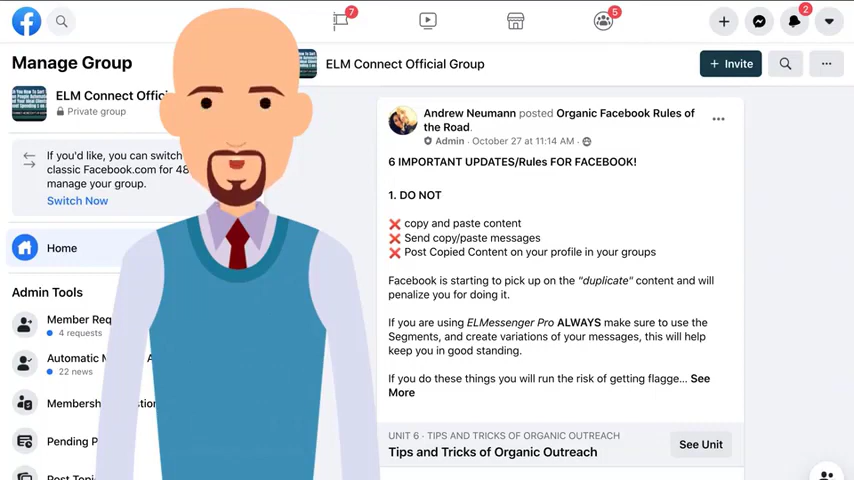 7
5
2
Manage Group
ELM Connect Official Group
+ Invite
ELM Connect
Private group
If you'd like, you can switch
classic Facebook.com for 48
manage your group.
Switch Now
Home
Admin Tools
Member
4 requests
Automatic
22 news
Pending
Andrew Neumann posted Organic Facebook Rules of
the Road.
Admin · October 27 at 11:14 AM ·
6 IMPORTANT UPDATES/Rules FOR FACEBOOK!
1. DO NOT
❌ copy and paste content
❌ Send copy/paste messages
❌ Post Copied Content on your profile in your groups
Facebook is starting to pick up on the "duplicate" content and will
penalize you for doing it.
If you are using ELMessenger Pro ALWAYS make sure to use the
Segments, and create variations of your messages, this will help
keep you in good standing.
If you do these things you will run the risk of getting flagge... See
More
UNIT 6 · TIPS AND TRICKS OF ORGANIC OUTREACH
Tips and Tricks of Organic Outreach
See Unit